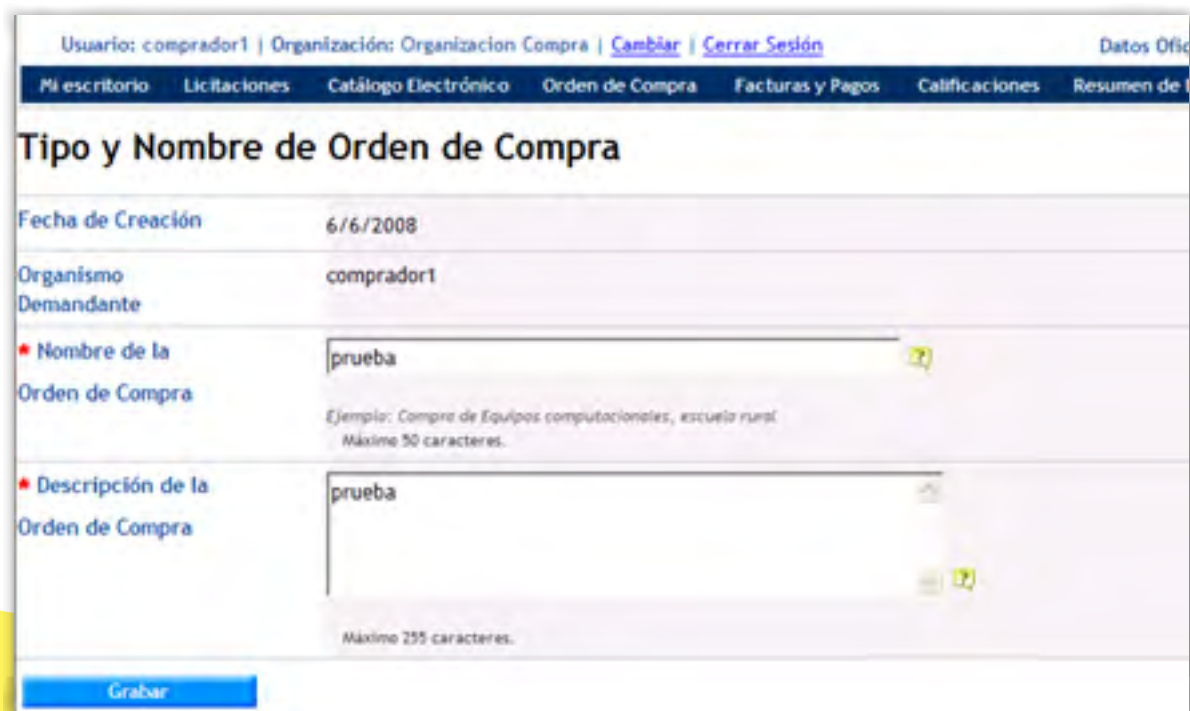 Usuario: comprador1 | Organización: Organizacion Compra | Cambiar | Cerrar Sesión Datos Ofic
Mi escritorio Licitaciones Catálogo Electrónico Orden de Compra Facturas y Pagos Calificaciones Resumen de
Tipo y Nombre de Orden de Compra
Fecha de Creación 6/6/2008
Organismo comprador1
Demandante
* Nombre de la prueba
Orden de Compra
Ejemplo: Compra de Equipos computacionales, escuela rural
Máximo 50 caracteres.
* Descripción de la prueba
Orden de Compra
Máximo 255 caracteres.
Grabar